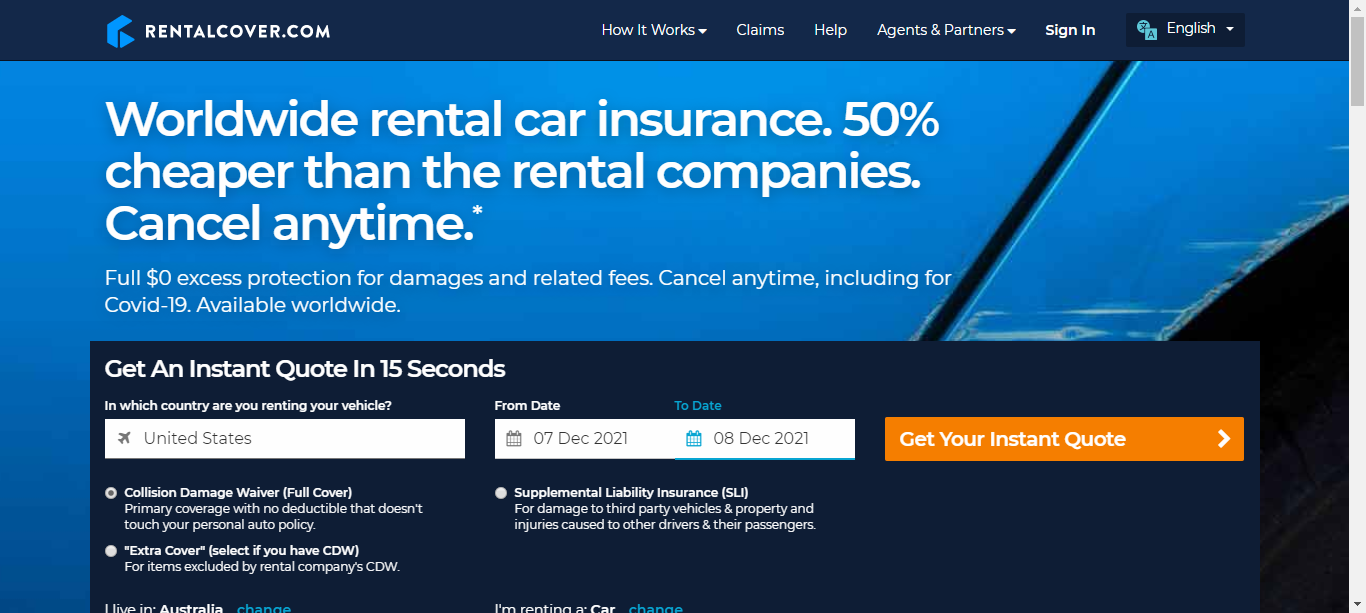 RENTALCOVER.COM
How It Works
Claims
Help
Agents & Partners
Sign In
English
Worldwide rental car insurance. 50%
cheaper than the rental companies.
Cancel anytime.*
Full $0 excess protection for damages and related fees. Cancel anytime, including for
Covid-19. Available worldwide.
Get An Instant Quote In 15 Seconds
In which country are you renting your vehicle?
United States
From Date
To Date
07 Dec 2021
08 Dec 2021
Get Your Instant Quote
Collision Damage Waiver (Full Cover)
Primary coverage with no deductible that doesn't
touch your personal auto policy.
Supplemental Liability Insurance (SLI)
For damage to third party vehicles & property and
injuries caused to other drivers & their passengers.
"Extra Cover" (select if you have CDW)
For items excluded by rental company's CDW.
I live in: Australia change
I'm renting a: Car change